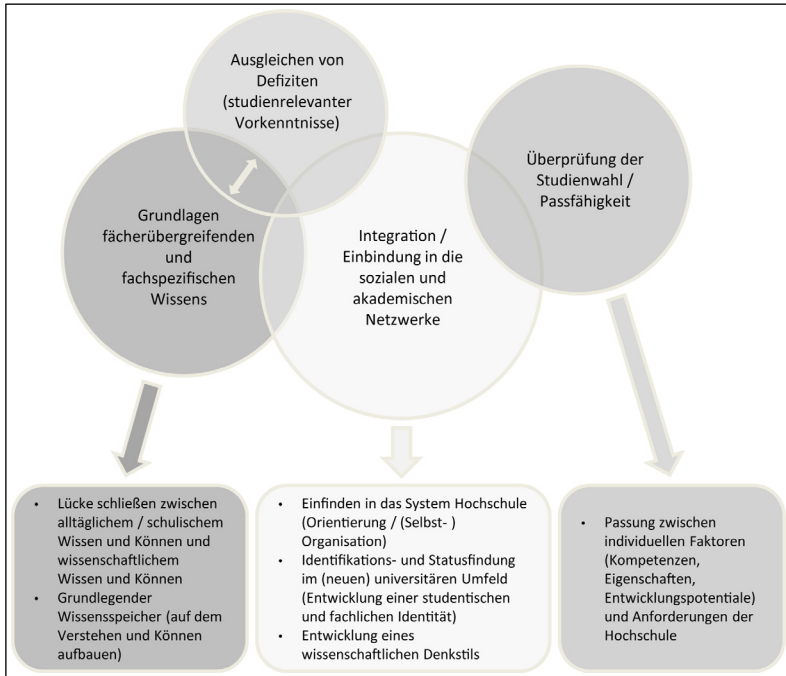 Ausgleichen von
Defiziten
(studienrelevanter
Vorkenntnisse)
Grundlagen
fächerübergreifenden
und
fachspezifischen
Wissens
Integration /
Einbindung in die
sozialen und
akademischen
Netzwerke
Überprüfung der
Studienwahl /
Passfähigkeit
• Lücke schließen zwischen
alltäglichem / schulischem
Wissen und Können und
wissenschaftlichem
Wissen und Können
• Grundlegender
Wissensspeicher (auf dem
Verstehen und Können
aufbauen)
• Einfinden in das System Hochschule
(Orientierung / (Selbst- )
Organisation)
• Identifikations- und Statusfindung
im (neuen) universitären Umfeld
(Entwicklung einer studentischen
und fachlichen Identität)
• Entwicklung eines
wissenschaftlichen Denkstils
• Passung zwischen
individuellen Faktoren
(Kompetenzen,
Eigenschaften,
Entwicklungspotentiale)
und Anforderungen der
Hochschule